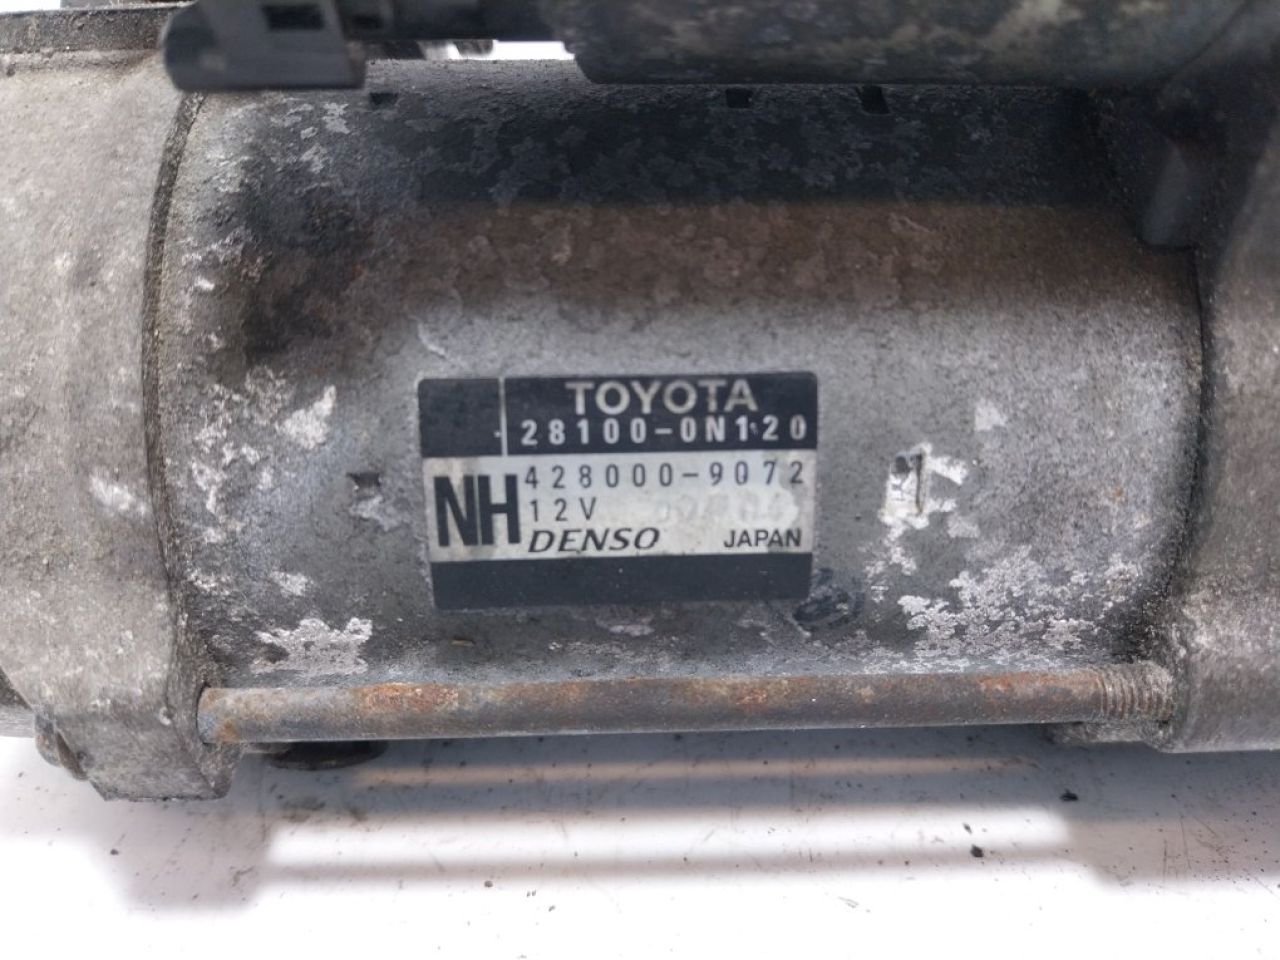 TOYOTA
28100-0N120
NH
428000-9072
12V
DENSO JAPAN